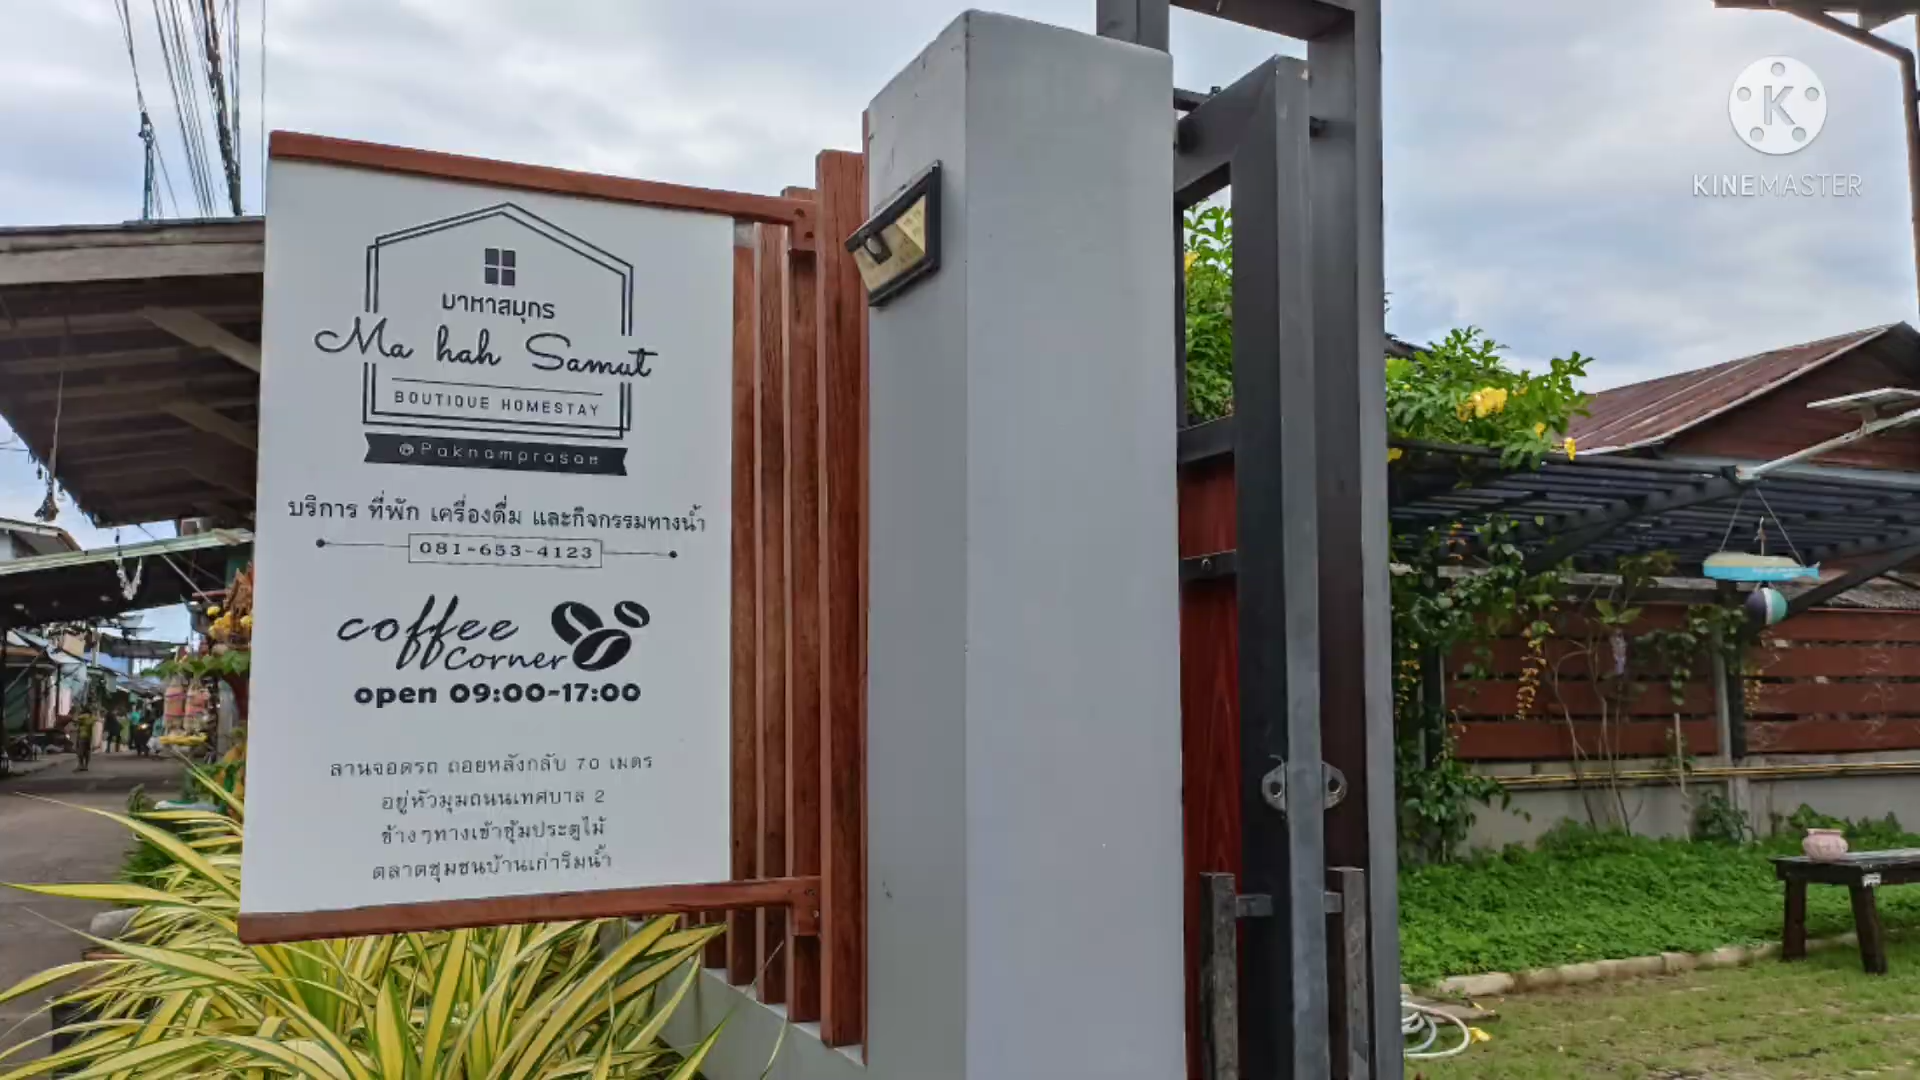 มาหาสมุทร
Ma hah Samut
BOUTIQUE HOMESTAY
@Paknamprasae
บริการ ที่พัก เครื่องดื่ม และกิจกรรมทางน้ำ
081-653-4123
coffee
Corner
open 09:00-17:00
ลานจอดรถ ถอยหลังกลับ 70 เมตร
อยู่หัวมุมถนนเทศบาล 2
ข้างๆทางเข้าซุ้มประตูไม้
ตลาดชุมชนบ้านเก่าริมน้ำ
K
KINEMASTER